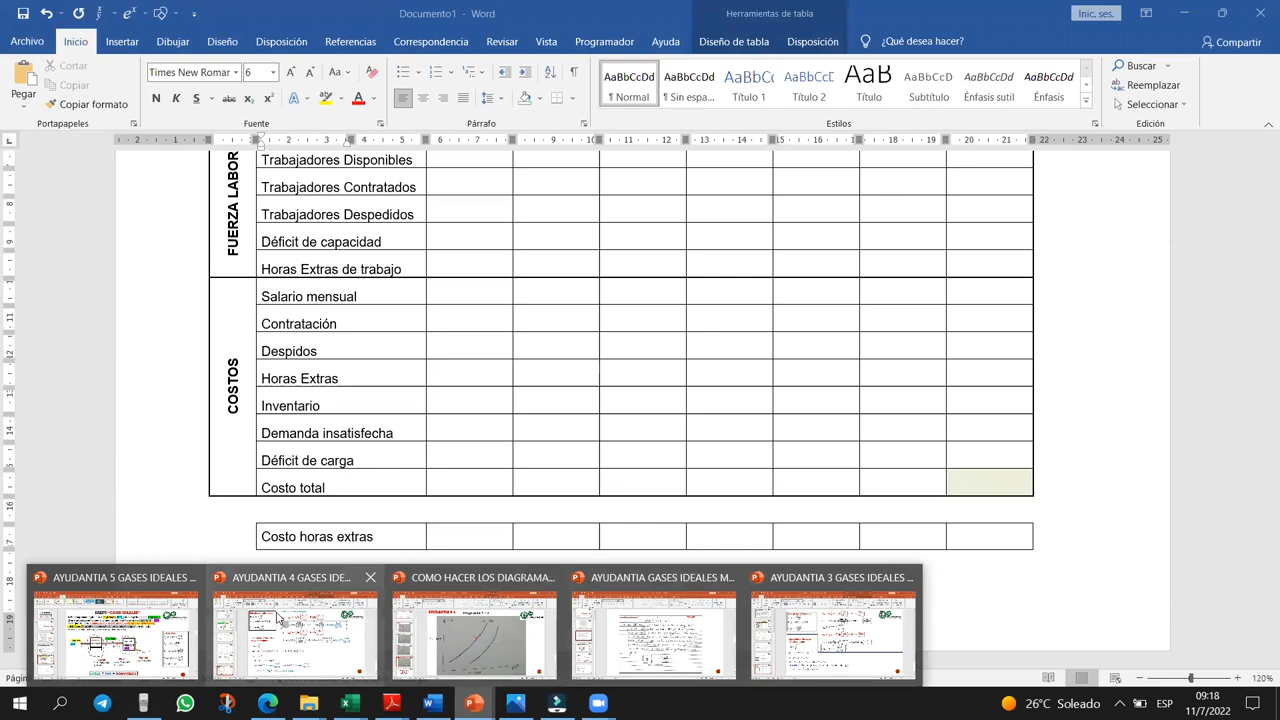 Documento1 - Word
Herramientas de tabla
Inic. ses.
Archivo Inicio Insertar Dibujar Diseño Disposición Referencias Correspondencia Revisar Vista Programador Ayuda Diseño de tabla Disposición ¿Qué desea hacer? Compartir
Pegar
Cortar
Copiar
Copiar formato
Portapapeles
Times New Romar 6
N K S abc x₂ x²
Fuente
Párrafo
AaBbCcDd AaBbCcDd AaBbCc AaBbCcD AaB AaBbCcD AaBbCcDd AaBbCcDd
¶ Normal ¶ Sin espa... Título 1 Título 2 Título Subtítulo Énfasis sutil Énfasis
Estilos
Buscar
Reemplazar
Seleccionar
Edición
FUERZA LABOR
Trabajadores Disponibles
Trabajadores Contratados
Trabajadores Despedidos
Déficit de capacidad
Horas Extras de trabajo
COSTOS
Salario mensual
Contratación
Despidos
Horas Extras
Inventario
Demanda insatisfecha
Déficit de carga
Costo total
Costo horas extras
AYUDANTIA 5 GASES IDEALES ...
AYUDANTIA 4 GASES IDE...
COMO HACER LOS DIAGRAMA...
AYUDANTIA GASES IDEALES M...
AYUDANTIA 3 GASES IDEALES ...
120%
26°C Soleado
ESP
09:18
11/7/2022